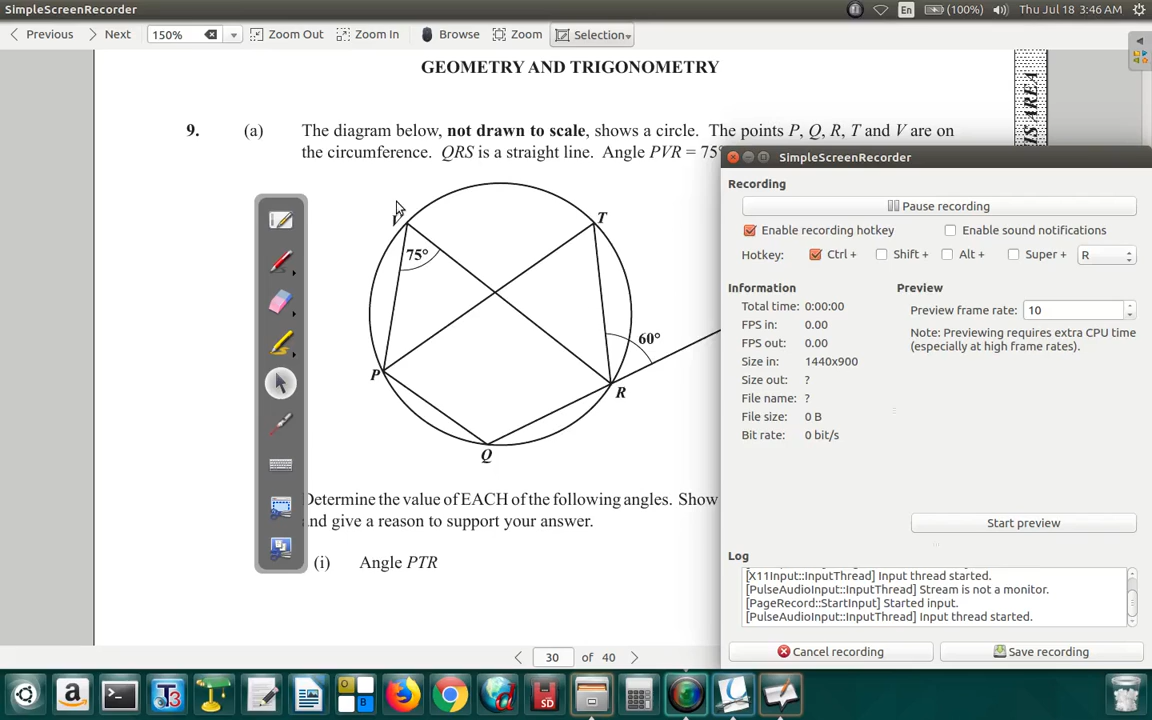 SimpleScreenRecorder
En (100%) Thu Jul 18 3:46 AM
Previous Next 150% Zoom Out Zoom In Browse Zoom Selection
GEOMETRY AND TRIGONOMETRY
9. (a) The diagram below, not drawn to scale, shows a circle. The points P, Q, R, T and V are on
the circumference. QRS is a straight line. Angle PVR = 75°
IS AREA
V T
75°
60°
P
R
Q
Determine the value of EACH of the following angles. Show
and give a reason to support your answer.
(i) Angle PTR
30 of 40
SimpleScreenRecorder
Recording
Pause recording
Enable recording hotkey Enable sound notifications
Hotkey: Ctrl + Shift + Alt + Super + R
Information
Total time: 0:00:00
FPS in: 0.00
FPS out: 0.00
Size in: 1440x900
Size out: ?
File name: ?
File size: 0 B
Bit rate: 0 bit/s
Preview
Preview frame rate: 10
Note: Previewing requires extra CPU time
(especially at high frame rates).
Start preview
Log
[X11Input::InputThread] Input thread started.
[PulseAudioInput::InputThread] Stream is not a monitor.
[PageRecord::StartInput] Started input.
[PulseAudioInput::InputThread] Input thread started.
Cancel recording Save recording
a T3 O B d SD